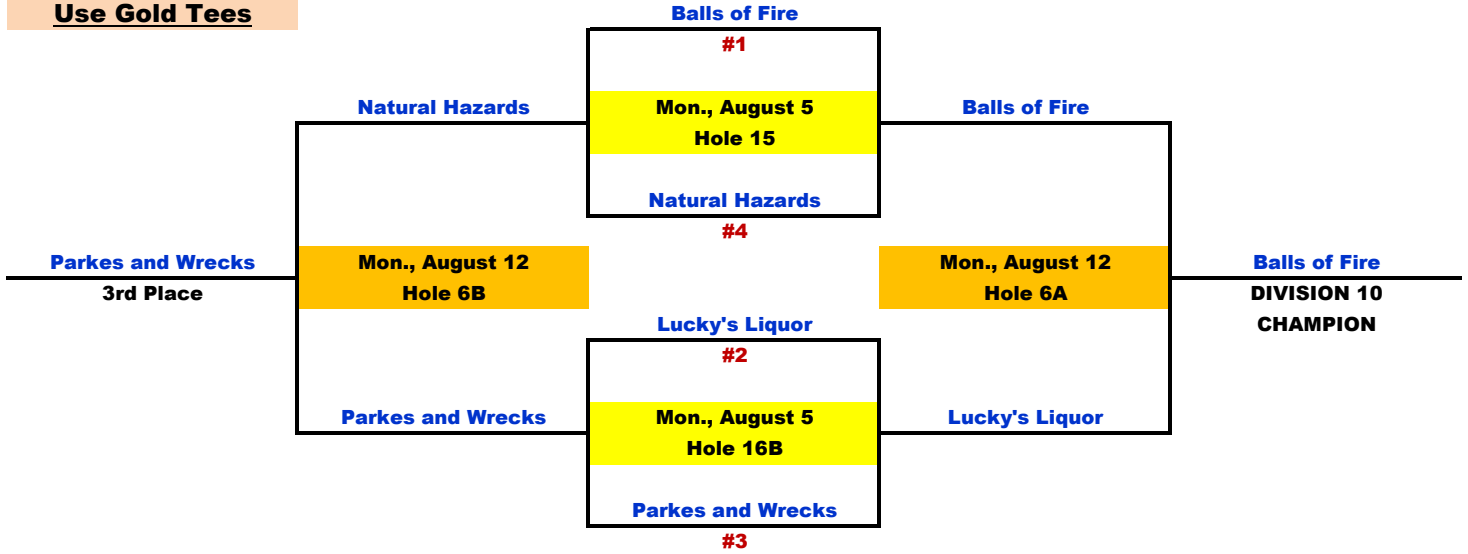 Use Gold Tees
Balls of Fire
#1
Natural Hazards
Mon., August 5
Balls of Fire
Hole 15
Natural Hazards
#4
Parkes and Wrecks
Mon., August 12
Mon., August 12
Balls of Fire
3rd Place
Hole 6B
Hole 6A
DIVISION 10
Lucky's Liquor
CHAMPION
#2
Parkes and Wrecks
Mon., August 5
Lucky's Liquor
Hole 16B
Parkes and Wrecks
#3